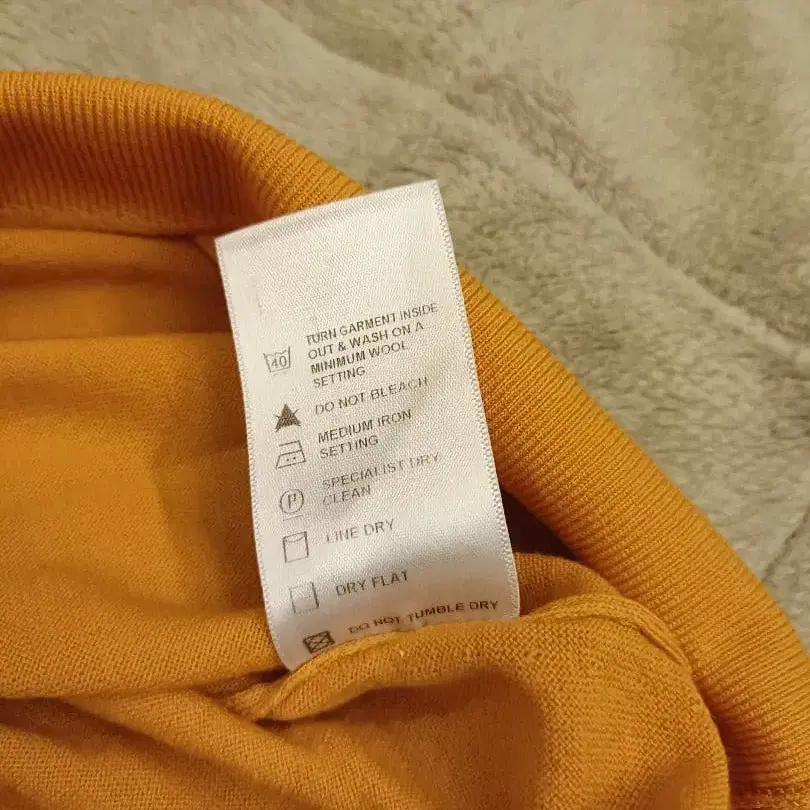 40
TURN GARMENT INSIDE
OUT & WASH ON A
MINIMUM WOOL
SETTING
DO NOT BLEACH
MEDIUM IRON
SETTING
P
SPECIALIST DRY
CLEAN
LINE DRY
DRY FLAT
DO NOT TUMBLE DRY